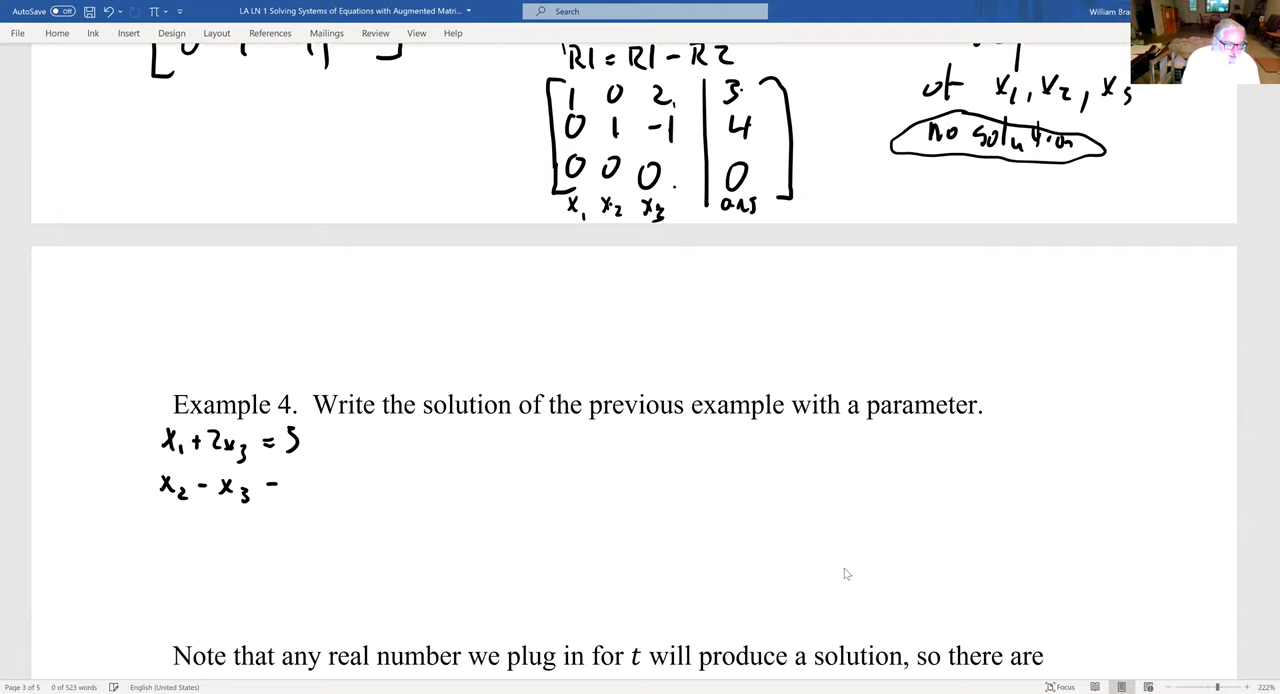 AutoSave Off LA LN 1 Solving Systems of Equations with Augmented Matri... Search William Bra
File Home Ink Insert Draw Design Layout References Mailings Review View Help
R1 = R1 - R2
1 0 2 3
0 1 -1 4
0 0 0 0
x1 x2 x3 ans
of x1, x2, x3
no solution
Example 4. Write the solution of the previous example with a parameter.
x1 + 2x3 = 3
x2 - x3 -
Note that any real number we plug in for t will produce a solution, so there are
Page 3 of 5 0 of 523 words English (United States) Focus 222%